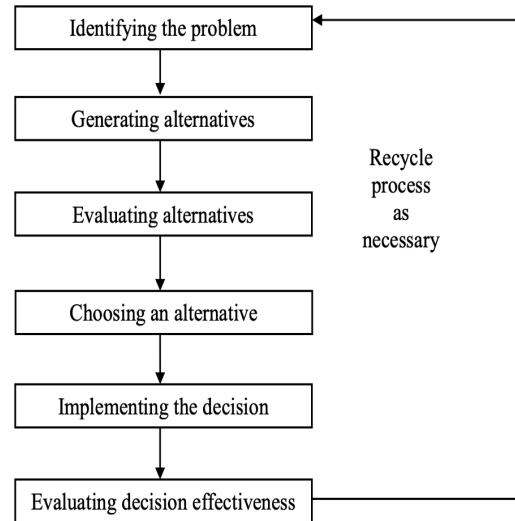 Identifying the problem
Generating alternatives
Evaluating alternatives
Recycle
process
as
necessary
Choosing an alternative
Implementing the decision
Evaluating decision effectiveness